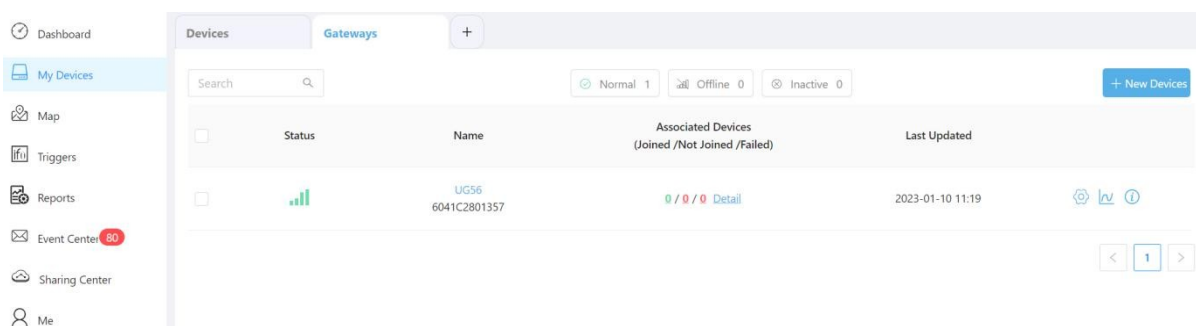 Dashboard
My Devices
Map
Triggers
Reports
Event Center 80
Sharing Center
Me
Devices Gateways +
Search Normal 1 Offline 0 Inactive 0 + New Devices
Status Name Associated Devices (Joined /Not Joined /Failed) Last Updated
UG56
6041C2801357 0 / 0 / 0 Detail 2023-01-10 11:19
< 1 >